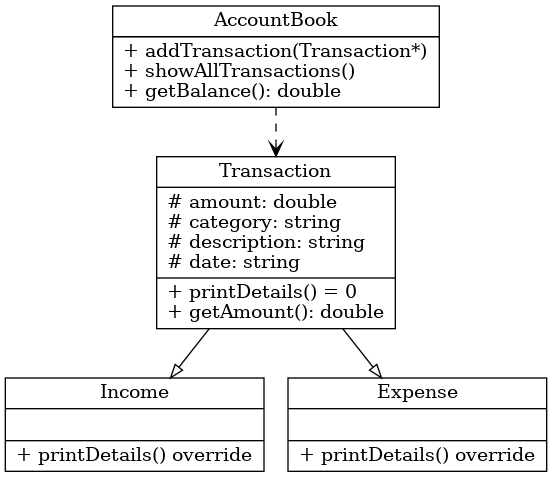 AccountBook
+ addTransaction(Transaction*)
+ showAllTransactions()
+ getBalance(): double
Transaction
# amount: double
# category: string
# description: string
# date: string
+ printDetails() = 0
+ getAmount(): double
Income
+ printDetails() override
Expense
+ printDetails() override